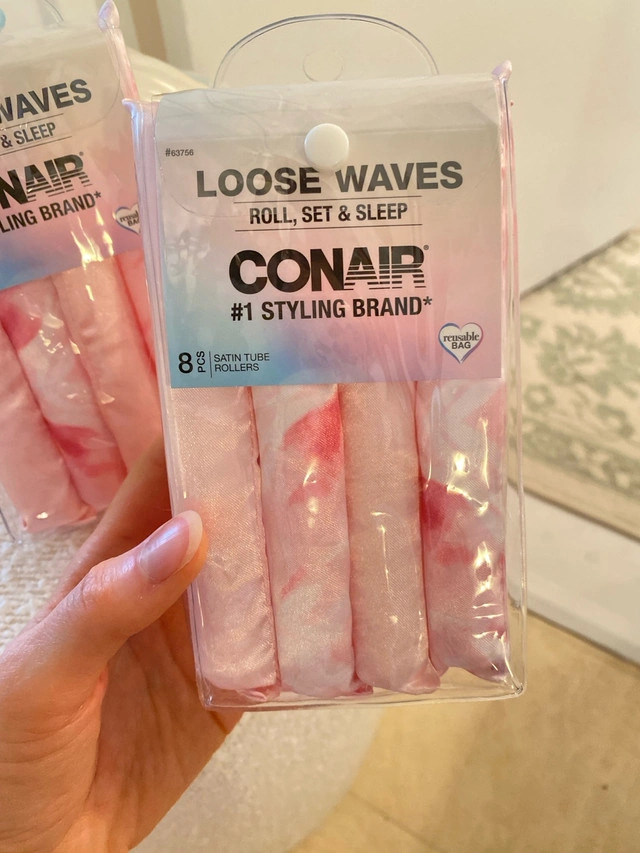 WAVES
& SLEEP
NAIR
LING BRAND*
#63756
LOOSE WAVES
ROLL, SET & SLEEP
CONAIR®
#1 STYLING BRAND*
reusable
BAG
8 PCS
SATIN TUBE
ROLLERS